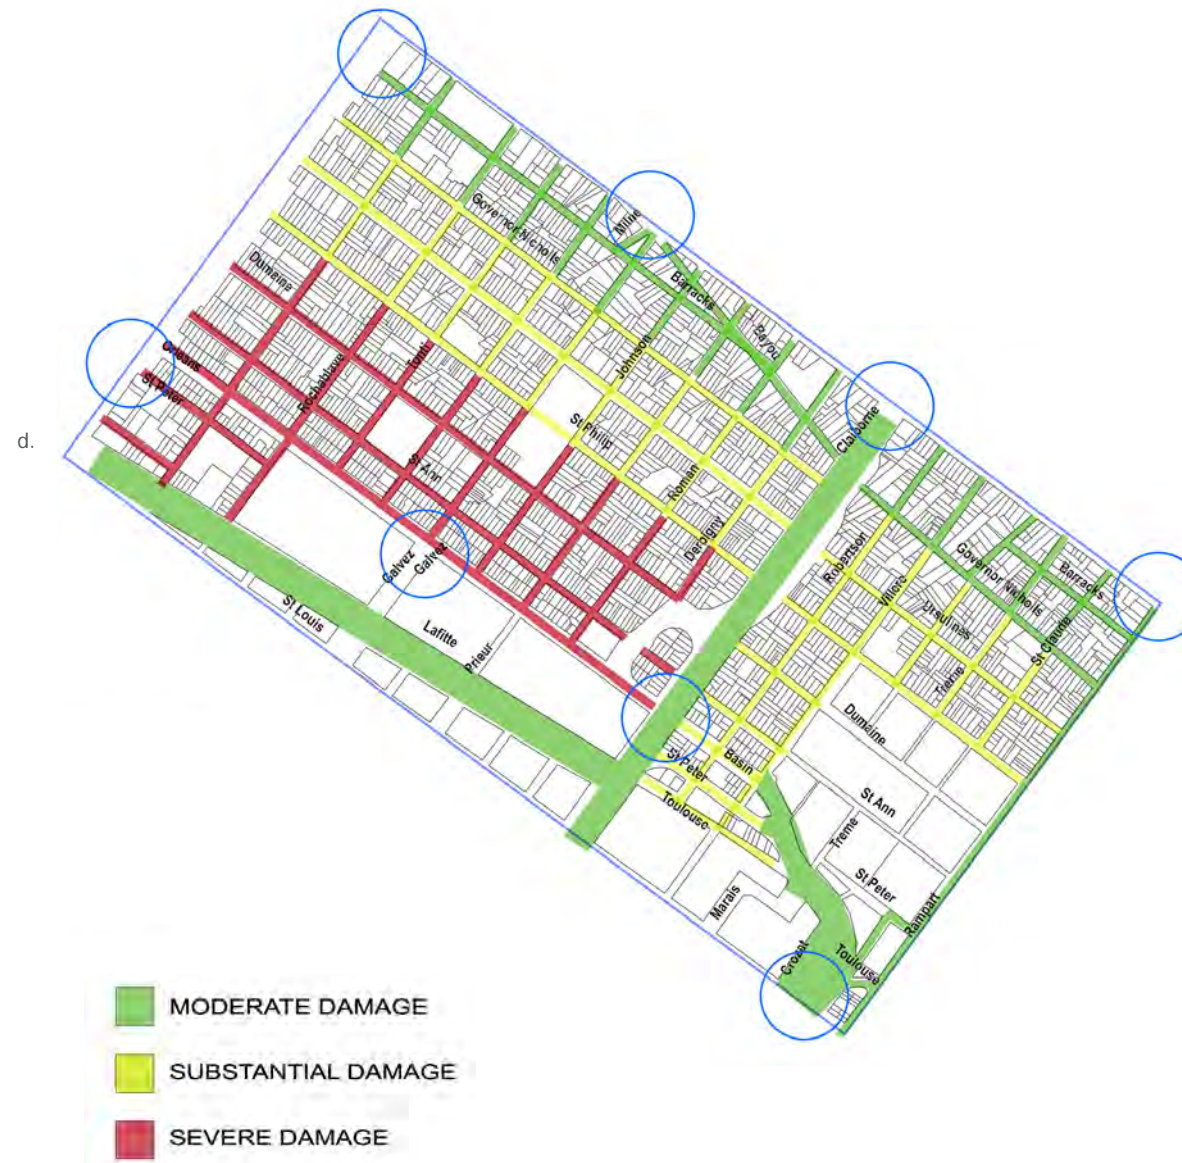 Milne
Governor Nicholls
Barracks
Dumaine
Bayou
Johnson
Tonti
Orleans
Rocheblave
St Peter
Claiborne
d.
St Philip
St Ann
Roman
Derbigny
Robertson
Governor Nicholls
Barracks
Galvez
Galvez
Villere
Ursulines
St Louis
Lafitte
St Claude
Prieur
Treme
Dumaine
Basin
St Peter
St Ann
Toulouse
Treme
St Peter
Marais
Rampart
Crozat
Toulouse
MODERATE DAMAGE
SUBSTANTIAL DAMAGE
SEVERE DAMAGE